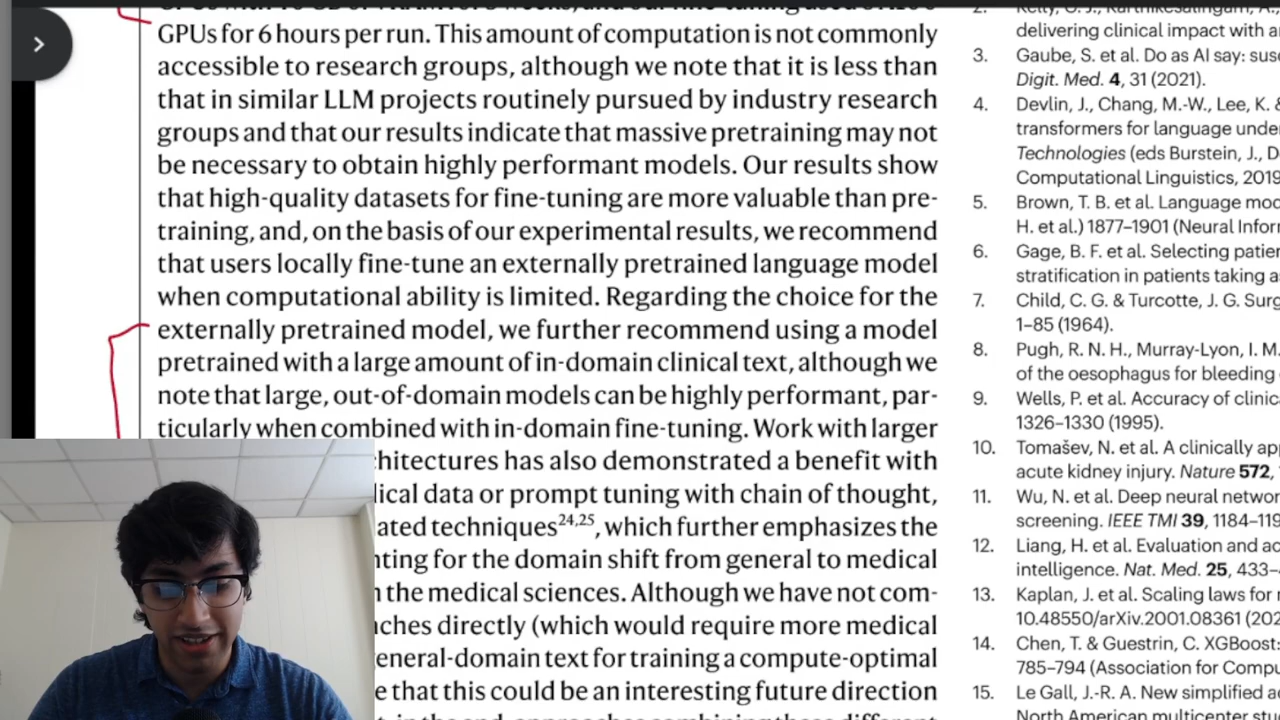 GPUs for 6 hours per run. This amount of computation is not commonly
accessible to research groups, although we note that it is less than
that in similar LLM projects routinely pursued by industry research
groups and that our results indicate that massive pretraining may not
be necessary to obtain highly performant models. Our results show
that high-quality datasets for fine-tuning are more valuable than pre-
training, and, on the basis of our experimental results, we recommend
that users locally fine-tune an externally pretrained language model
when computational ability is limited. Regarding the choice for the
externally pretrained model, we further recommend using a model
pretrained with a large amount of in-domain clinical text, although we
note that large, out-of-domain models can be highly performant, par-
ticularly when combined with in-domain fine-tuning. Work with larger
chitectures has also demonstrated a benefit with
ical data or prompt tuning with chain of thought,
ated techniques24,25, which further emphasizes the
nting for the domain shift from general to medical
the medical sciences. Although we have not com-
ches directly (which would require more medical
eneral-domain text for training a compute-optimal
e that this could be an interesting future direction
2.
delivering clinical impact with
3. Gaube, S. et al. Do as AI say:
Digit. Med. 4, 31 (2021).
4. Devlin, J., Chang, M.-W., Lee, K. &
transformers for language
Technologies (eds Burstein, J.,
Computational Linguistics, 2019
5. Brown, T. B. et al. Language
H. et al.) 1877–1901 (Neural
6. Gage, B. F. et al. Selecting
stratification in patients taking
7. Child, C. G. & Turcotte, J. G.
1–85 (1964).
8. Pugh, R. N. H., Murray-Lyon, I. M.
of the oesophagus for bleeding
9. Wells, P. et al. Accuracy of
1326–1330 (1995).
10. Tomašev, N. et al. A clinically
acute kidney injury. Nature 572,
11. Wu, N. et al. Deep neural
screening. IEEE TMI 39,
12. Liang, H. et al. Evaluation and
intelligence. Nat. Med. 25,
13. Kaplan, J. et al. Scaling laws for
10.48550/arXiv.2001.08361
14. Chen, T. & Guestrin, C. XGBoost:
785–794 (Association for
15. Le Gall, J.-R. A. New simplified
North American multicenter